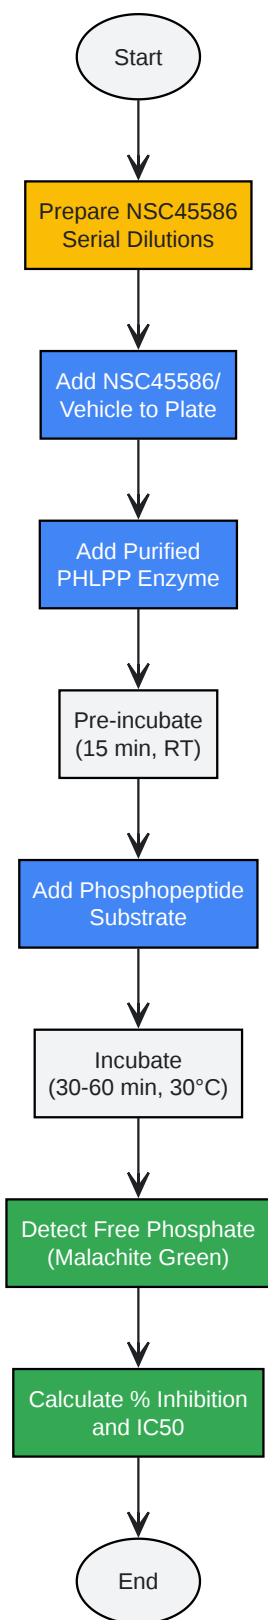 Start
Prepare NSC45586
Serial Dilutions
Add NSC45586/
Vehicle to Plate
Add Purified
PHLPP Enzyme
Pre-incubate
(15 min, RT)
Add Phosphopeptide
Substrate
Incubate
(30-60 min, 30°C)
Detect Free Phosphate
(Malachite Green)
Calculate % Inhibition
and IC50
End